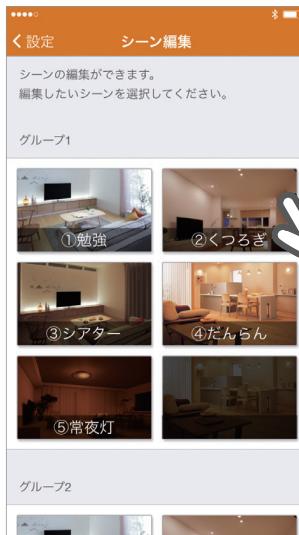 設定
シーン編集
シーンの編集ができます。
編集したいシーンを選択してください。
グループ1
①勉強
②くつろぎ
③シアター
④だんらん
⑤常夜灯
グループ2